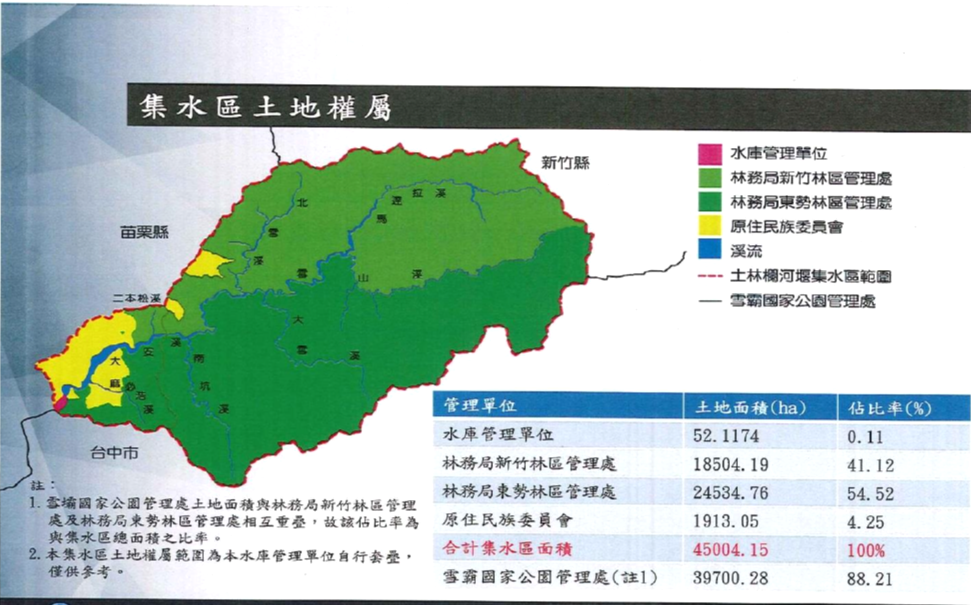 集水區土地權屬
新竹縣
苗栗縣
台中市
北雪溪
馬達拉溪
雪山溪
大雪溪
二本松溪
大安溪
南坑溪
麻必浩溪
水庫管理單位
林務局新竹林區管理處
林務局東勢林區管理處
原住民族委員會
溪流
土林欄河堰集水區範圍
雪霸國家公園管理處
管理單位 土地面積(ha) 佔比率(%)
水庫管理單位 52.1174 0.11
林務局新竹林區管理處 18504.19 41.12
林務局東勢林區管理處 24534.76 54.52
原住民族委員會 1913.05 4.25
合計集水區面積 45004.15 100%
雪霸國家公園管理處(註1) 39700.28 88.21
註：
1. 雪壩國家公園管理處土地面積與林務局新竹林區管理
處及林務局東勢林區管理處相互重疊，故該佔比率為
與集水區總面積之比率。
2. 本集水區土地權屬範圍為本水庫管理單位自行套疊，
僅供參考。